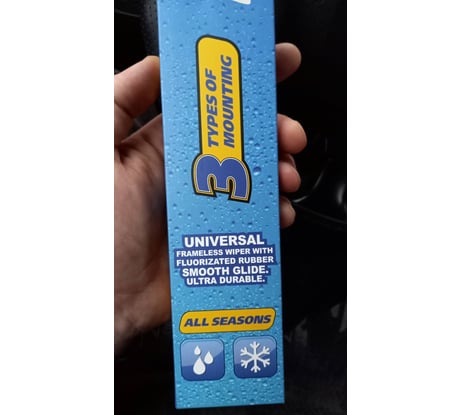 3 TYPES OF
MOUNTING
UNIVERSAL
FRAMELESS WIPER WITH
FLUORIZATED RUBBER
SMOOTH GLIDE.
ULTRA DURABLE.
ALL SEASONS